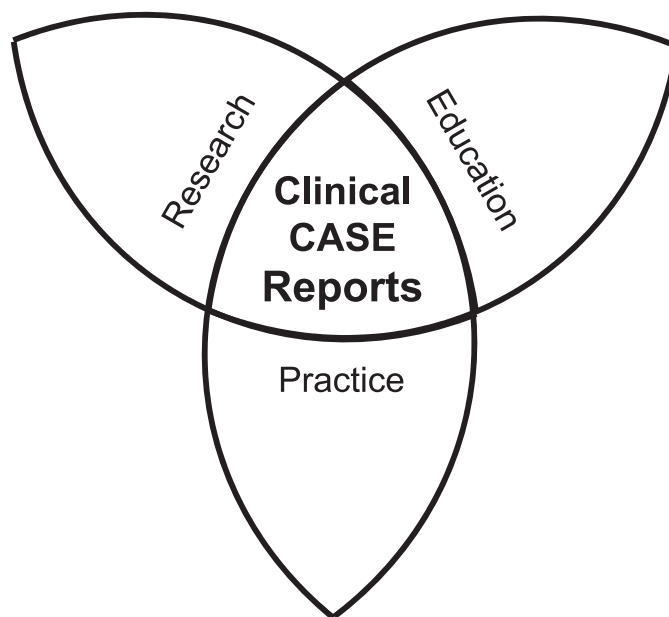 Research
Education
Clinical
CASE
Reports
Practice